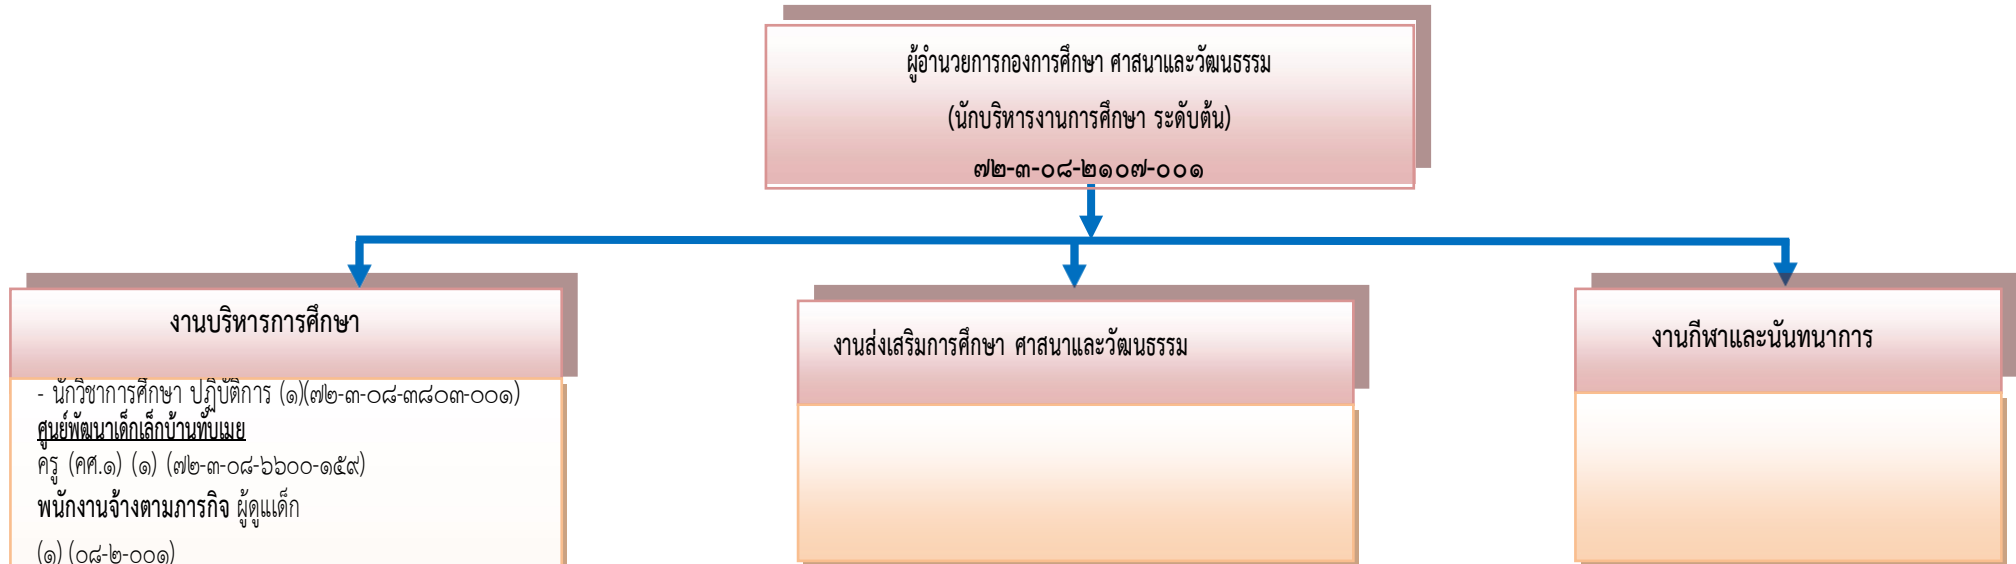 ผู้อำนวยการกองการศึกษา ศาสนาและวัฒนธรรม
(นักบริหารงานการศึกษา ระดับต้น)
๗๒-๓-๐๘-๒๑๐๗-๐๐๑
งานบริหารการศึกษา
- นักวิชาการศึกษา ปฏิบัติการ (๑)(๗๒-๓-๐๘-๓๘๐๓-๐๐๑)
ศูนย์พัฒนาเด็กเล็กบ้านทับเมย
ครู (คศ.๑) (๑) (๗๒-๓-๐๘-๖๖๐๐-๑๕๙)
พนักงานจ้างตามภารกิจ ผู้ดูแเด็ก
(๑) (๐๘-๒-๐๐๑)
งานส่งเสริมการศึกษา ศาสนาและวัฒนธรรม
งานกีฬาและนันทนาการ